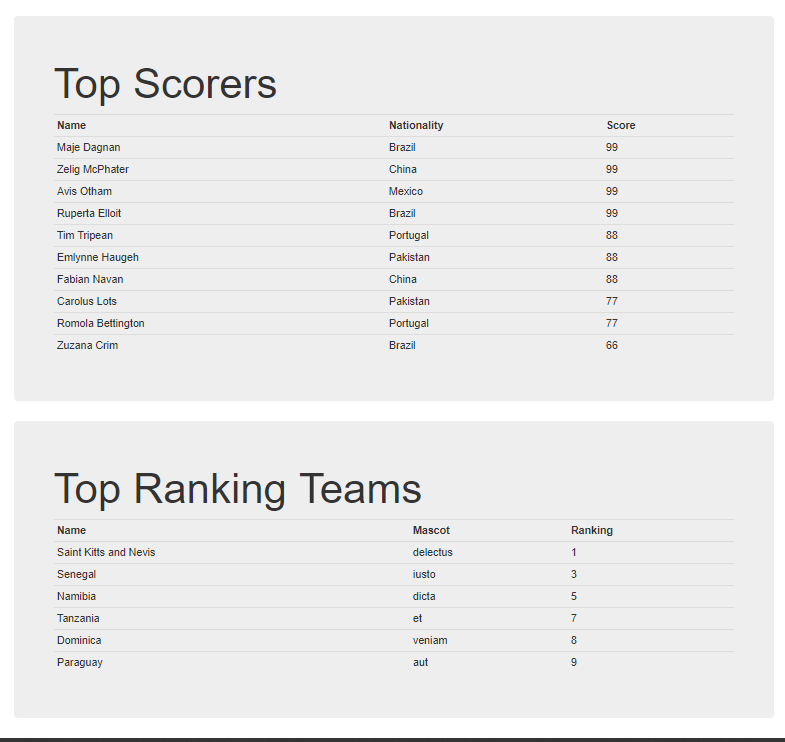 Top Scorers
Name Nationality Score
Maje Dagnan Brazil 99
Zelig McPhater China 99
Avis Otham Mexico 99
Ruperta Elloit Brazil 99
Tim Tripean Portugal 88
Emlynne Haugeh Pakistan 88
Fabian Navan China 88
Carolus Lots Pakistan 77
Romola Bettington Portugal 77
Zuzana Crim Brazil 66
Top Ranking Teams
Name Mascot Ranking
Saint Kitts and Nevis delectus 1
Senegal iusto 3
Namibia dicta 5
Tanzania et 7
Dominica veniam 8
Paraguay aut 9